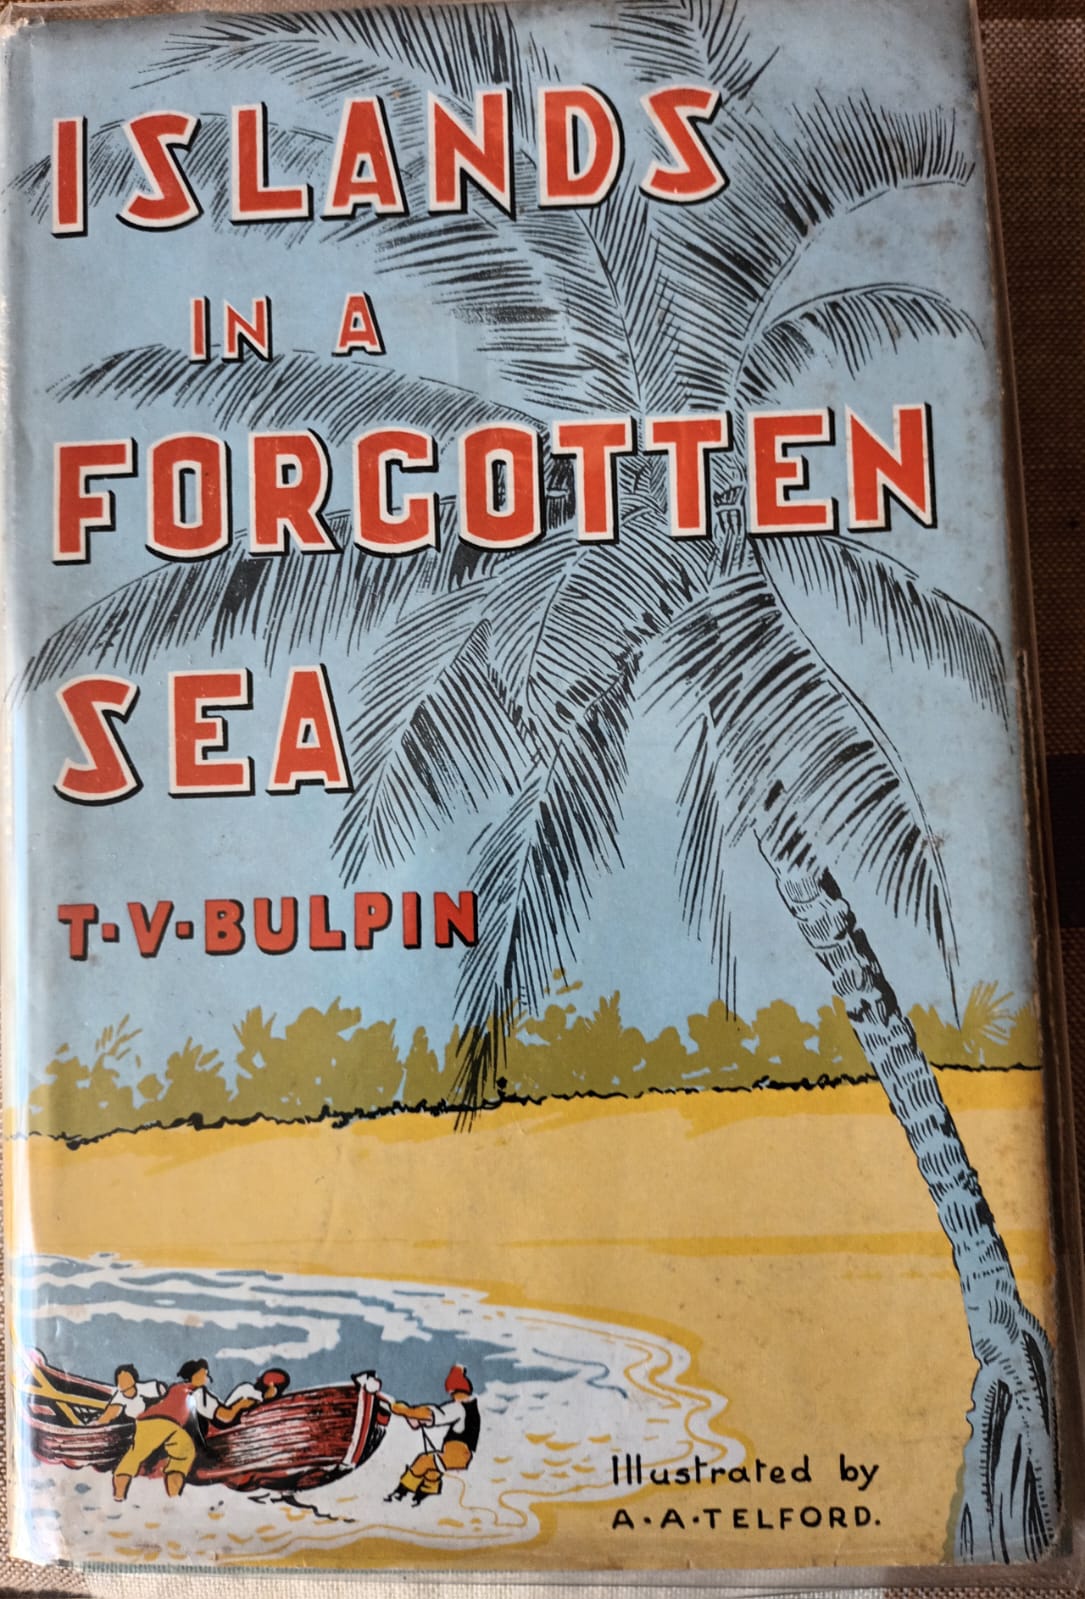 ISLANDS
IN A
FORGOTTEN
SEA
T·V·BULPIN
Illustrated by
A·A·TELFORD.